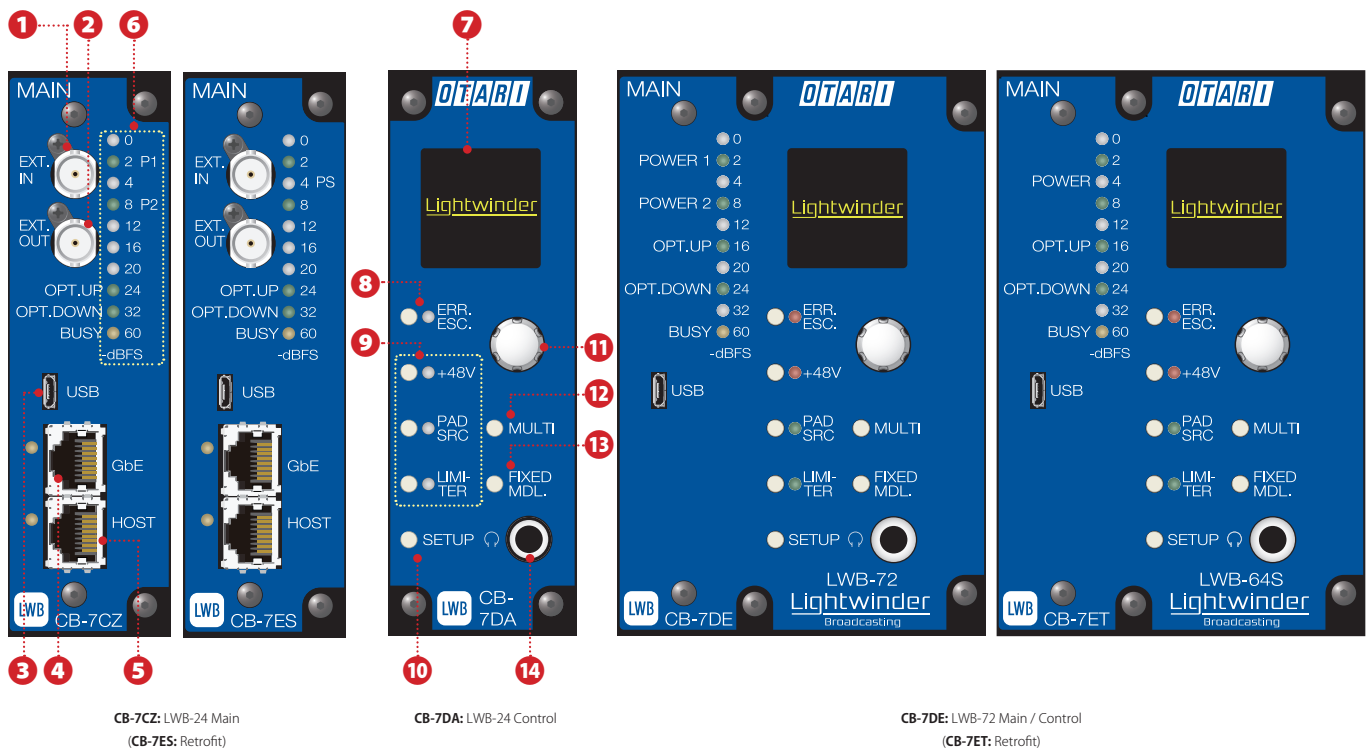 1 2 6 7
MAIN
EXT. IN
EXT. OUT
0
2 P1
4
8 P2
12
16
20
OPT.UP 24
OPT.DOWN 32
BUSY 60
-dBFS
USB
GbE
HOST
LWB CB-7CZ
3 4 5
MAIN
EXT. IN
EXT. OUT
0
2
4 PS
8
12
16
20
OPT.UP 24
OPT.DOWN 32
BUSY 60
-dBFS
USB
GbE
HOST
LWB CB-7ES
OTARI
Lightwinder
8
ERR. ESC.
9
+48V
11
12
PAD SRC
MULTI
13
LIMI-
TER
FIXED
MDL.
SETUP
LWB CB-
7DA
10 14
MAIN
OTARI
0
POWER 1 2
4
POWER 2 8
12
OPT.UP 16
20
OPT.DOWN 24
32
BUSY 60
-dBFS
USB
Lightwinder
ERR.
ESC.
+48V
PAD
SRC
MULTI
LIMI-
TER
FIXED
MDL.
SETUP
LWB-72
Lightwinder
Broadcasting
LWB CB-7DE
MAIN
OTARI
0
2
POWER 4
8
12
OPT.UP 16
20
OPT.DOWN 24
32
BUSY 60
-dBFS
USB
Lightwinder
ERR.
ESC.
+48V
PAD
SRC
MULTI
LIMI-
TER
FIXED
MDL.
SETUP
LWB-64S
Lightwinder
Broadcasting
LWB CB-7ET
CB-7CZ: LWB-24 Main
(CB-7ES: Retrofit)
CB-7DA: LWB-24 Control
CB-7DE: LWB-72 Main / Control
(CB-7ET: Retrofit)